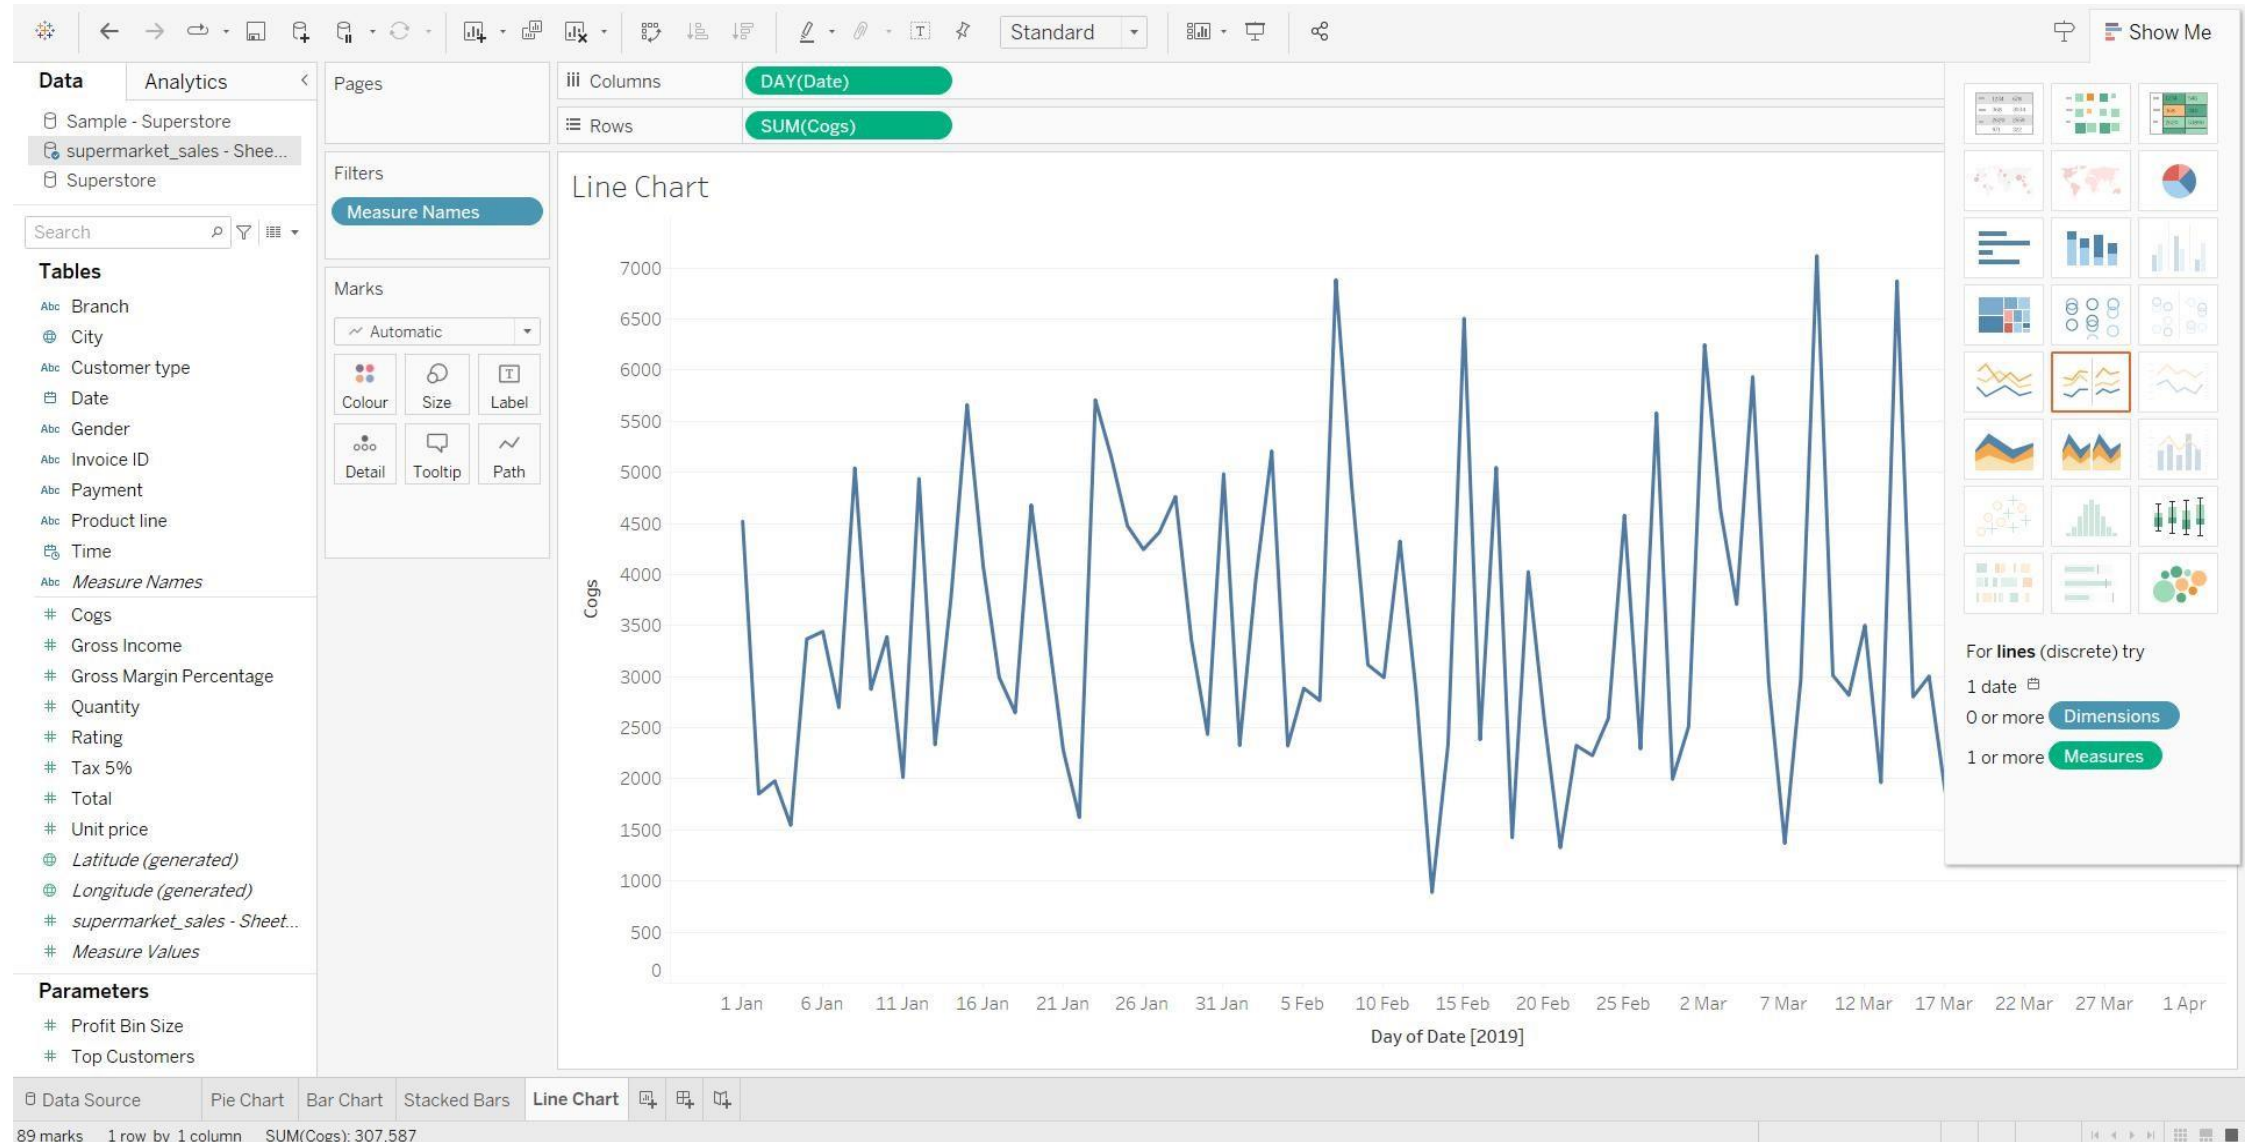 Standard
Show Me
Data
Analytics
Sample - Superstore
supermarket_sales - Shee...
Superstore
Search
Tables
Abc Branch
City
Abc Customer type
Date
Abc Gender
Abc Invoice ID
Abc Payment
Abc Product line
Time
Abc Measure Names
# Cogs
# Gross Income
# Gross Margin Percentage
# Quantity
# Rating
# Tax 5%
# Total
# Unit price
Latitude (generated)
Longitude (generated)
# supermarket_sales - Sheet...
# Measure Values
Parameters
# Profit Bin Size
# Top Customers
Pages
Filters
Measure Names
Marks
Automatic
Colour
Size
Label
Detail
Tooltip
Path
Columns
DAY(Date)
Rows
SUM(Cogs)
Line Chart
Cogs
7000
6500
6000
5500
5000
4500
4000
3500
3000
2500
2000
1500
1000
500
0
1 Jan 6 Jan 11 Jan 16 Jan 21 Jan 26 Jan 31 Jan 5 Feb 10 Feb 15 Feb 20 Feb 25 Feb 2 Mar 7 Mar 12 Mar 17 Mar 22 Mar 27 Mar 1 Apr
Day of Date [2019]
For lines (discrete) try
1 date
0 or more Dimensions
1 or more Measures
Data Source
Pie Chart
Bar Chart
Stacked Bars
Line Chart
89 marks 1 row by 1 column SUM(Cogs): 307,587